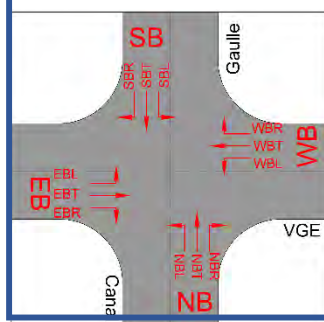 SB
SBR
SBT
SBL
Gaulle
WBR
WBT
WBL
WB
EB
EBL
EBT
EBR
VGE
NBL
NBT
NBR
Cana
NB